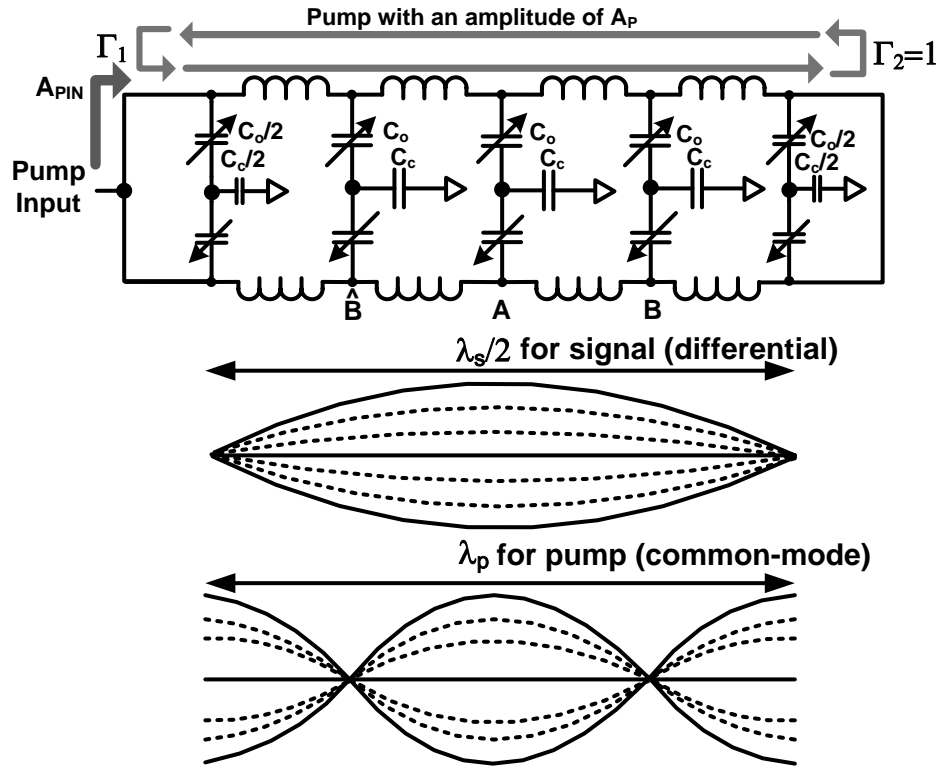 Pump with an amplitude of A_P
Γ₁
Γ₂=1
A_PIN
Pump
Input
C_o/2
C_c/2
C_o
C_c
C_o
C_c
C_o
C_c
C_o/2
C_c/2
B̂
A
B
λ_s/2 for signal (differential)
λ_p for pump (common-mode)